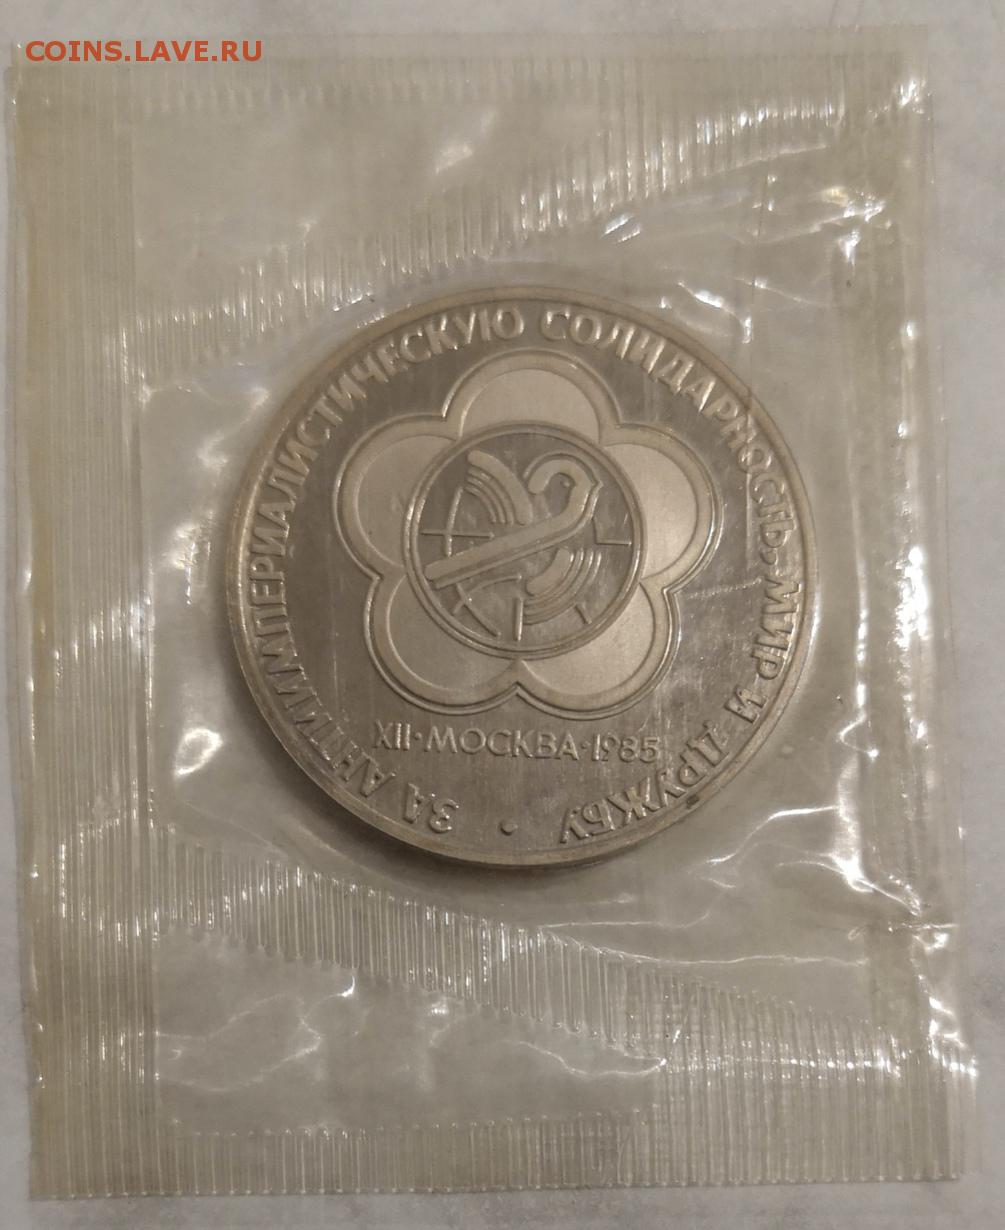 COINS.LAVE.RU
ЗА АНТИИМПЕРИАЛИСТИЧЕСКУЮ СОЛИДАРНОСТЬ, МИР И ДРУЖБУ •
XII•МОСКВА•1985